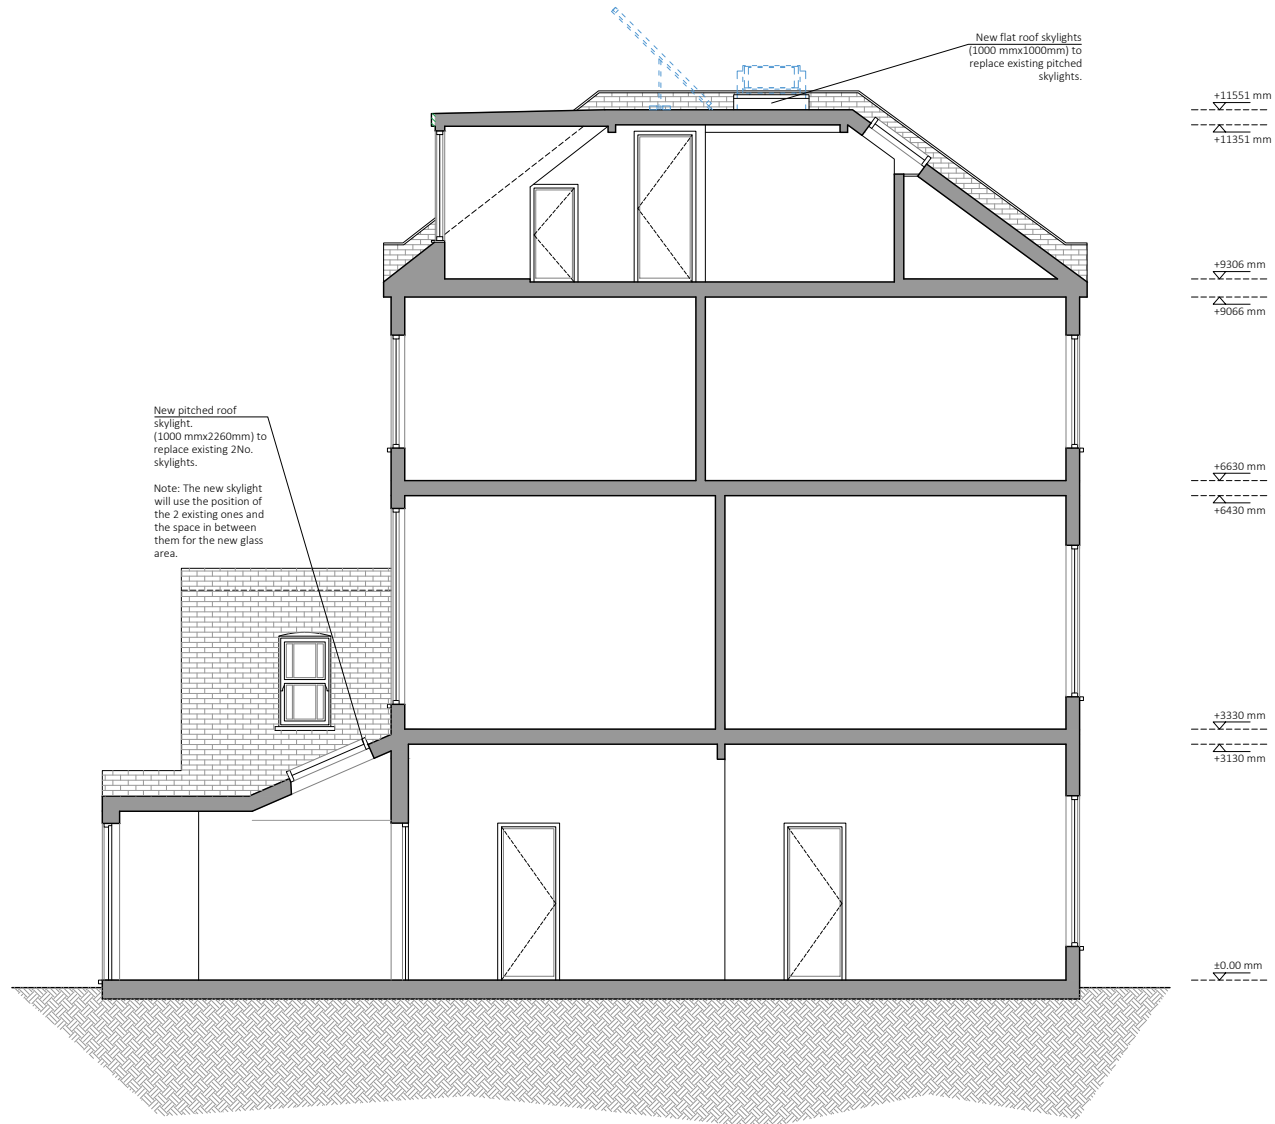 New flat roof skylights
(1000 mmx1000mm) to
replace existing pitched
skylights.
+11551 mm
+11351 mm
+9306 mm
+9066 mm
New pitched roof
skylight.
(1000 mmx2260mm) to
replace existing 2No.
skylights.
Note: The new skylight
will use the position of
the 2 existing ones and
the space in between
them for the new glass
area.
+6630 mm
+6430 mm
+3330 mm
+3130 mm
±0.00 mm